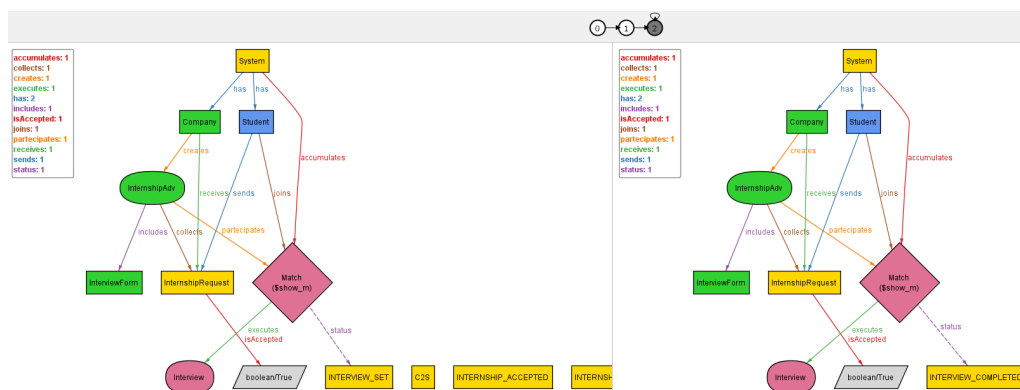 0
1
2
accumulates: 1
collects: 1
creates: 1
executes: 1
has: 2
includes: 1
isAccepted: 1
joins: 1
partecipates: 1
receives: 1
sends: 1
status: 1
System
has
has
Company
Student
creates
accumulates
InternshipAdv
receives
sends
joins
includes
collects
partecipates
InterviewForm
InternshipRequest
Match
($show_m)
executes
isAccepted
status
Interview
boolean/True
INTERVIEW_SET
C2S
INTERNSHIP_ACCEPTED
INTERNSH
accumulates: 1
collects: 1
creates: 1
executes: 1
has: 2
includes: 1
isAccepted: 1
joins: 1
partecipates: 1
receives: 1
sends: 1
status: 1
System
has
has
Company
Student
creates
accumulates
InternshipAdv
receives
sends
joins
includes
collects
partecipates
InterviewForm
InternshipRequest
Match
($show_m)
executes
isAccepted
status
Interview
boolean/True
INTERVIEW_COMPLETED